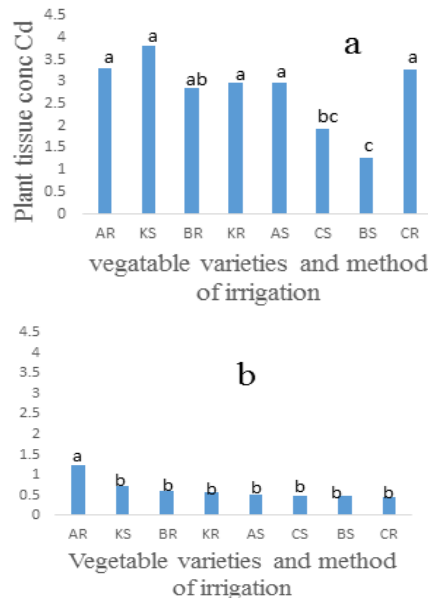 Plant tissue conc Cd
4.5
4
3.5
3
2.5
2
1.5
1
0.5
0
a
a a ab a a bc c a
AR KS BR KR AS CS BS CR
vegatable varieties and method
of irrigation
4.5
4
3.5
3
2.5
2
1.5
1
0.5
0
b
a b b b b b b b
AR KS BR KR AS CS BS CR
Vegetable varieties and method
of irrigation